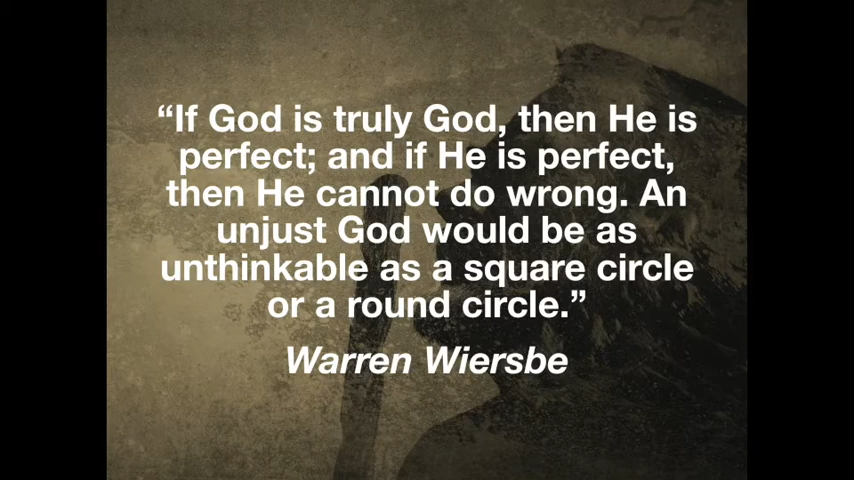 “If God is truly God, then He is
perfect; and if He is perfect,
then He cannot do wrong. An
unjust God would be as
unthinkable as a square circle
or a round circle.”
Warren Wiersbe